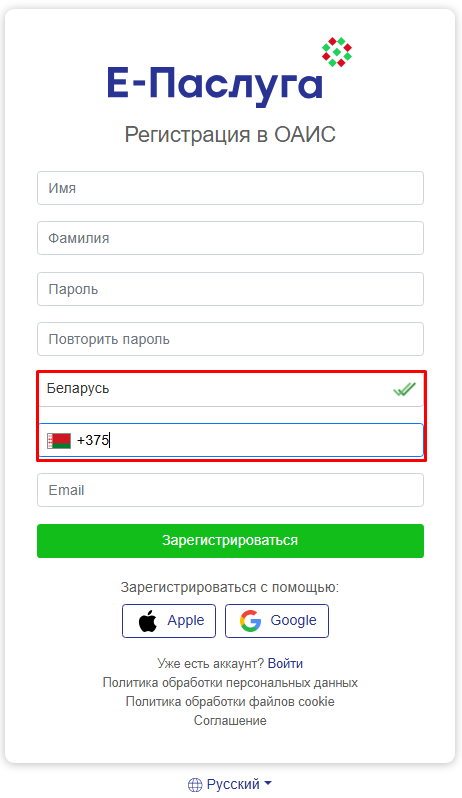 Е-Паслуга
Регистрация в ОАИС
Имя
Фамилия
Пароль
Повторить пароль
Беларусь
+375
Email
Зарегистрироваться
Зарегистрироваться с помощью:
Apple Google
Уже есть аккаунт? Войти
Политика обработки персональных данных
Политика обработки файлов cookie
Соглашение
Русский